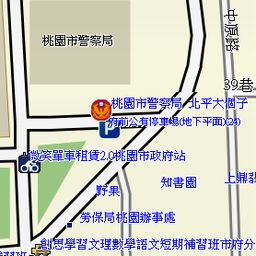 中原路
桃園市警察局
39巷
桃園市警察局 北平大個子
府前公有停車場(地下平面)(24)
P
微笑單車租賃2.0桃園市政府站
知書園
上鼎
野果
勞保局桃園辦事處
創思學習文理數學語文短期補習班市府分
習班